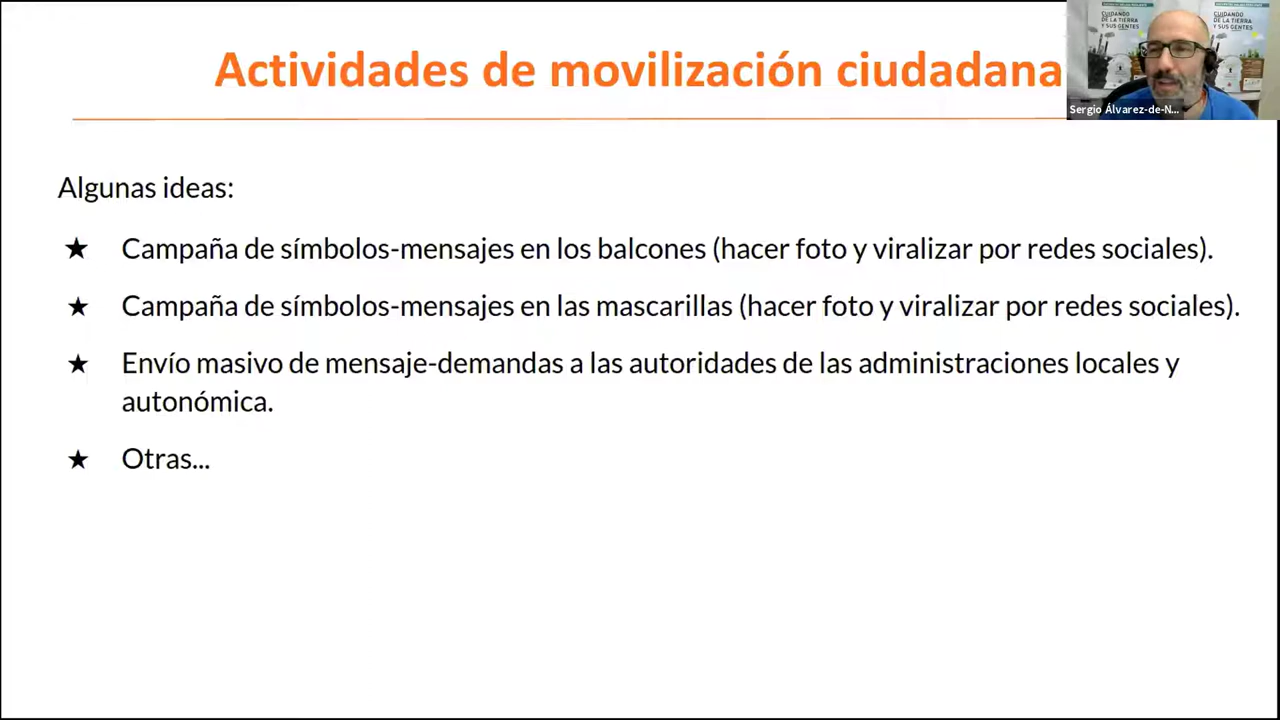 Actividades de movilización ciudadana
CUIDANDO
DE LA TIERRA
Y SUS GENTES
CUIDANDO
DE LA TIERRA
Y SUS GENTES
Sergio Álvarez-de-N...
Algunas ideas:
★ Campaña de símbolos-mensajes en los balcones (hacer foto y viralizar por redes sociales).
★ Campaña de símbolos-mensajes en las mascarillas (hacer foto y viralizar por redes sociales).
★ Envío masivo de mensaje-demandas a las autoridades de las administraciones locales y
autonómica.
★ Otras...